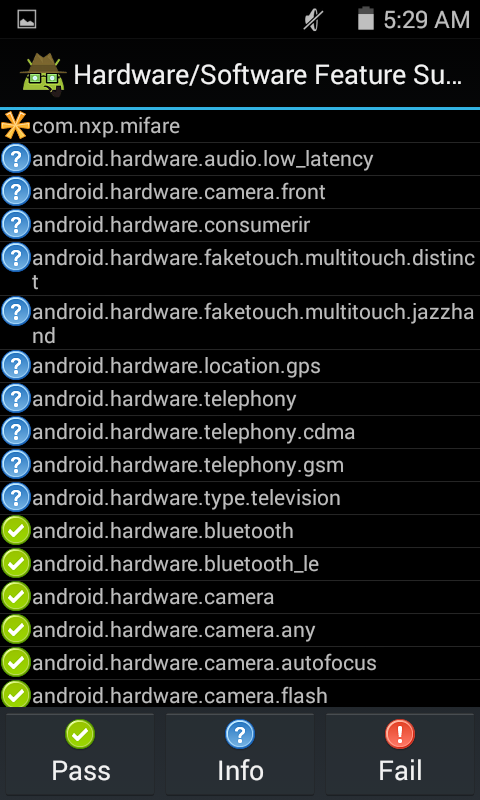 5:29 AM
Hardware/Software Feature Su...
com.nxp.mifare
android.hardware.audio.low_latency
android.hardware.camera.front
android.hardware.consumerir
android.hardware.faketouch.multitouch.distinc
t
android.hardware.faketouch.multitouch.jazzha
nd
android.hardware.location.gps
android.hardware.telephony
android.hardware.telephony.cdma
android.hardware.telephony.gsm
android.hardware.type.television
android.hardware.bluetooth
android.hardware.bluetooth_le
android.hardware.camera
android.hardware.camera.any
android.hardware.camera.autofocus
android.hardware.camera.flash
Pass
Info
Fail